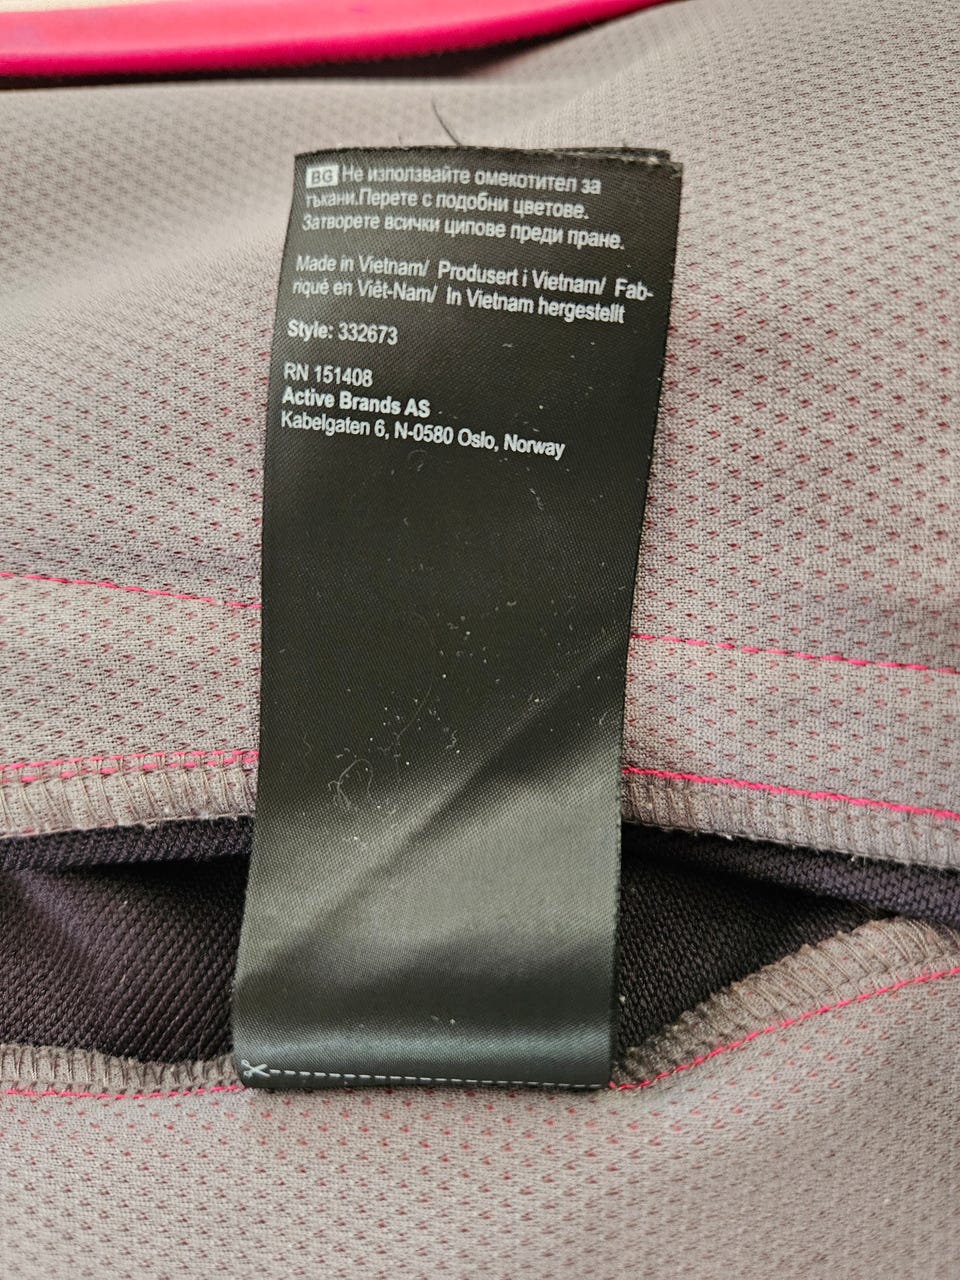 BG Не използвайте омекотител за
тъкани.Перете с подобни цветове.
Затворете всички ципове преди пране.
Made in Vietnam/ Produsert i Vietnam/ Fab-
riqué en Viêt-Nam/ In Vietnam hergestellt
Style: 332673
RN 151408
Active Brands AS
Kabelgaten 6, N-0580 Oslo, Norway